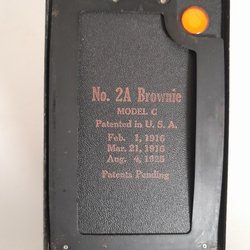 No. 2A Brownie
MODEL C
Patented in U. S. A.
Feb. 1, 1916
Mar. 21, 1916
Aug. 4, 1925
Patents Pending